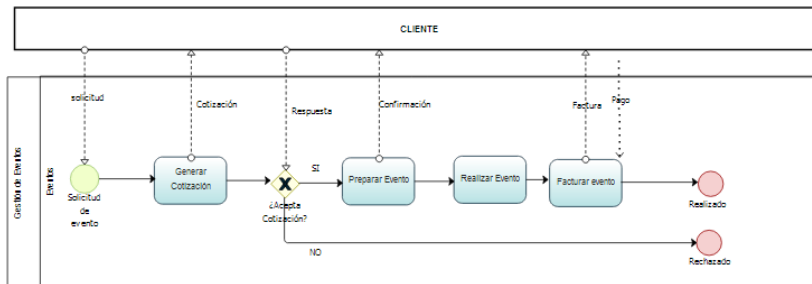 CLIENTE
solicitud
Cotización
Respuesta
Confirmación
Factura
Pago
Gestión de Eventos
Eventos
Solicitud
de
evento
Generar
Cotización
¿Acepta
Cotización?
SI
NO
Preparar Evento
Realizar Evento
Facturar evento
Realizado
Rechazado